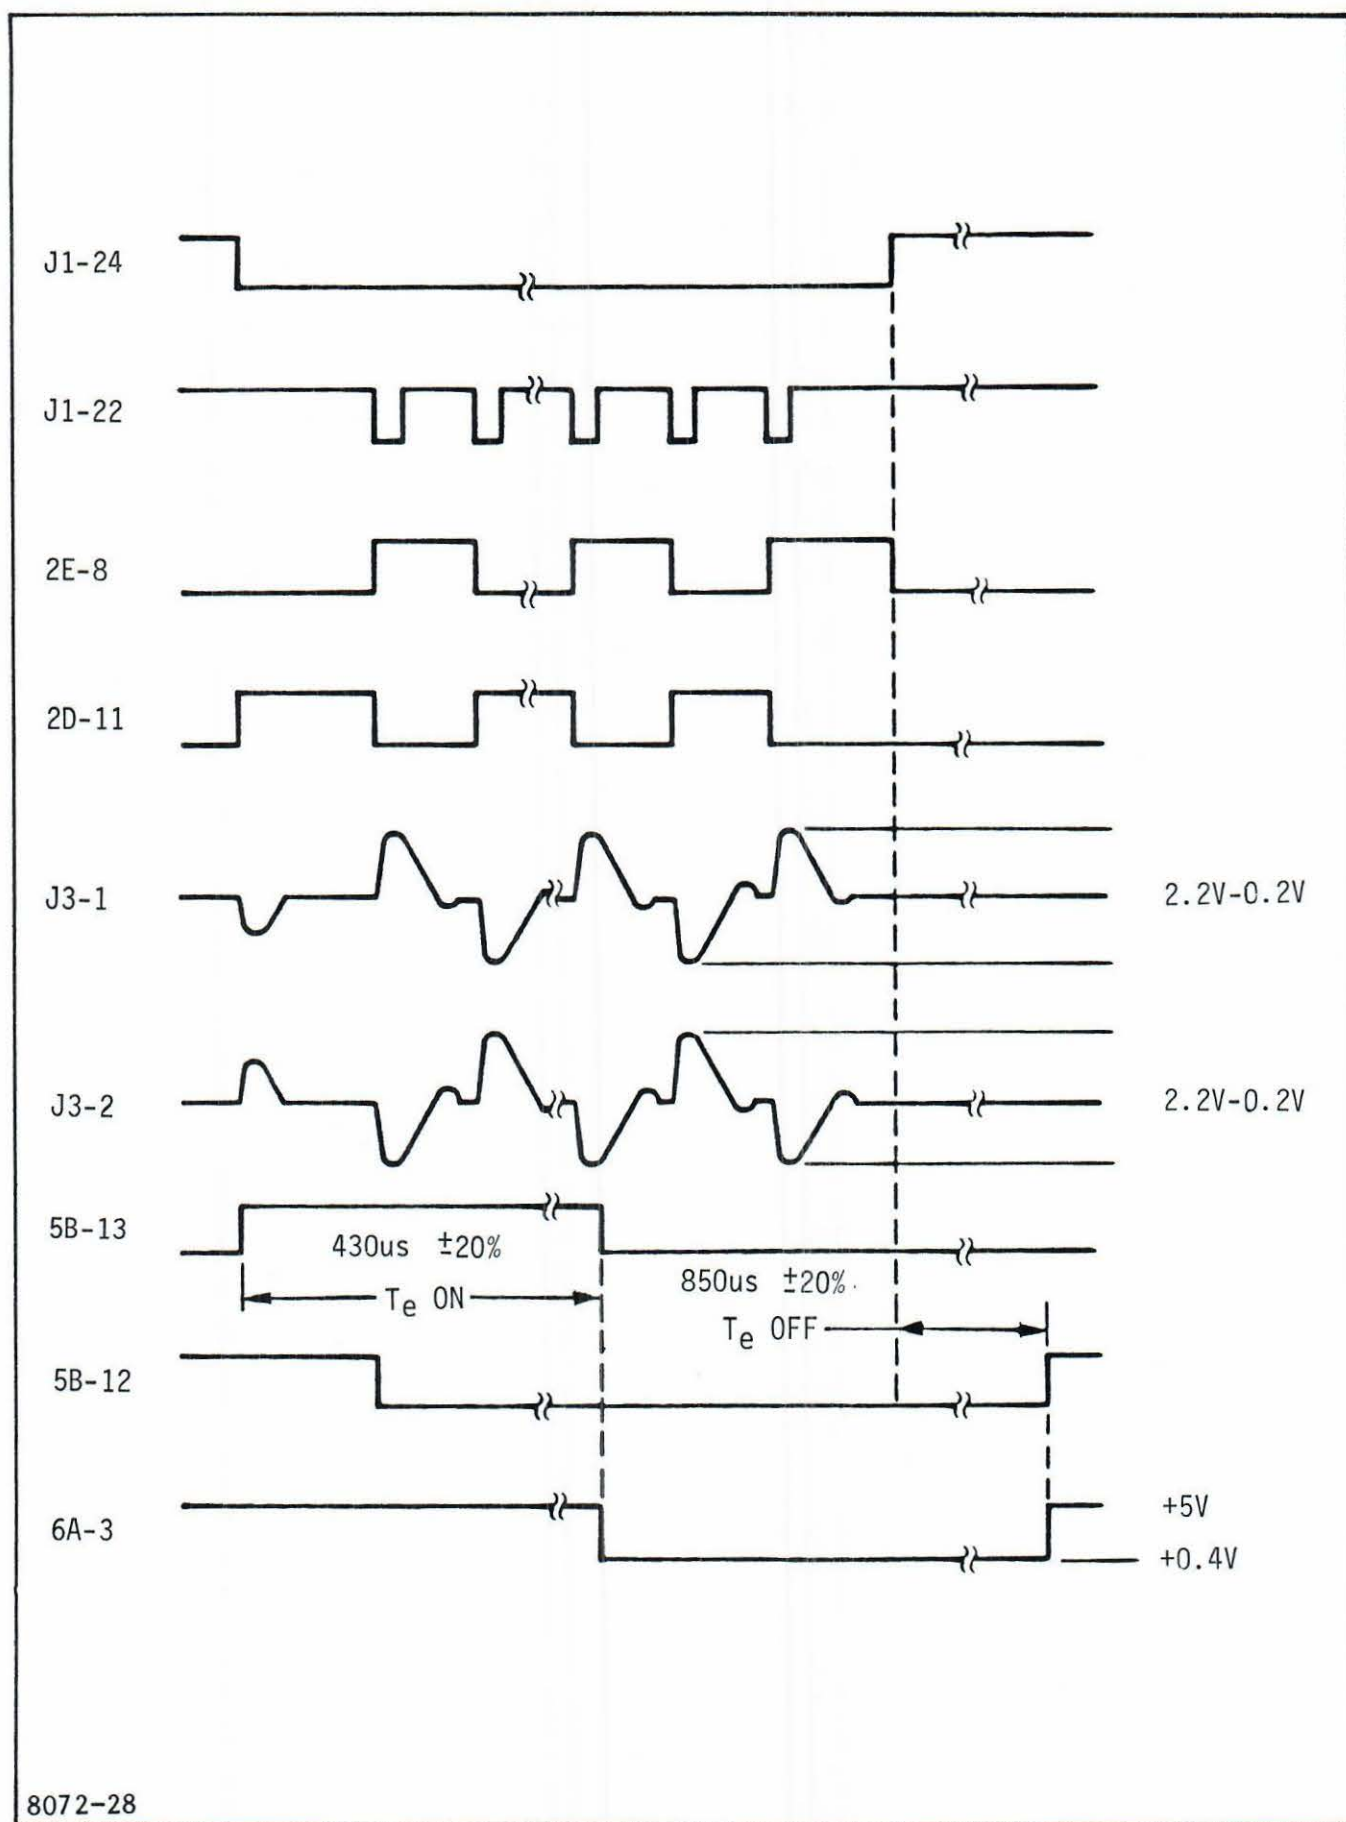 J1-24
J1-22
2E-8
2D-11
J3-1
2.2V-0.2V
J3-2
2.2V-0.2V
5B-13
430us ±20%
Te ON
850us ±20%
Te OFF
5B-12
6A-3
+5V
+0.4V
8072-28